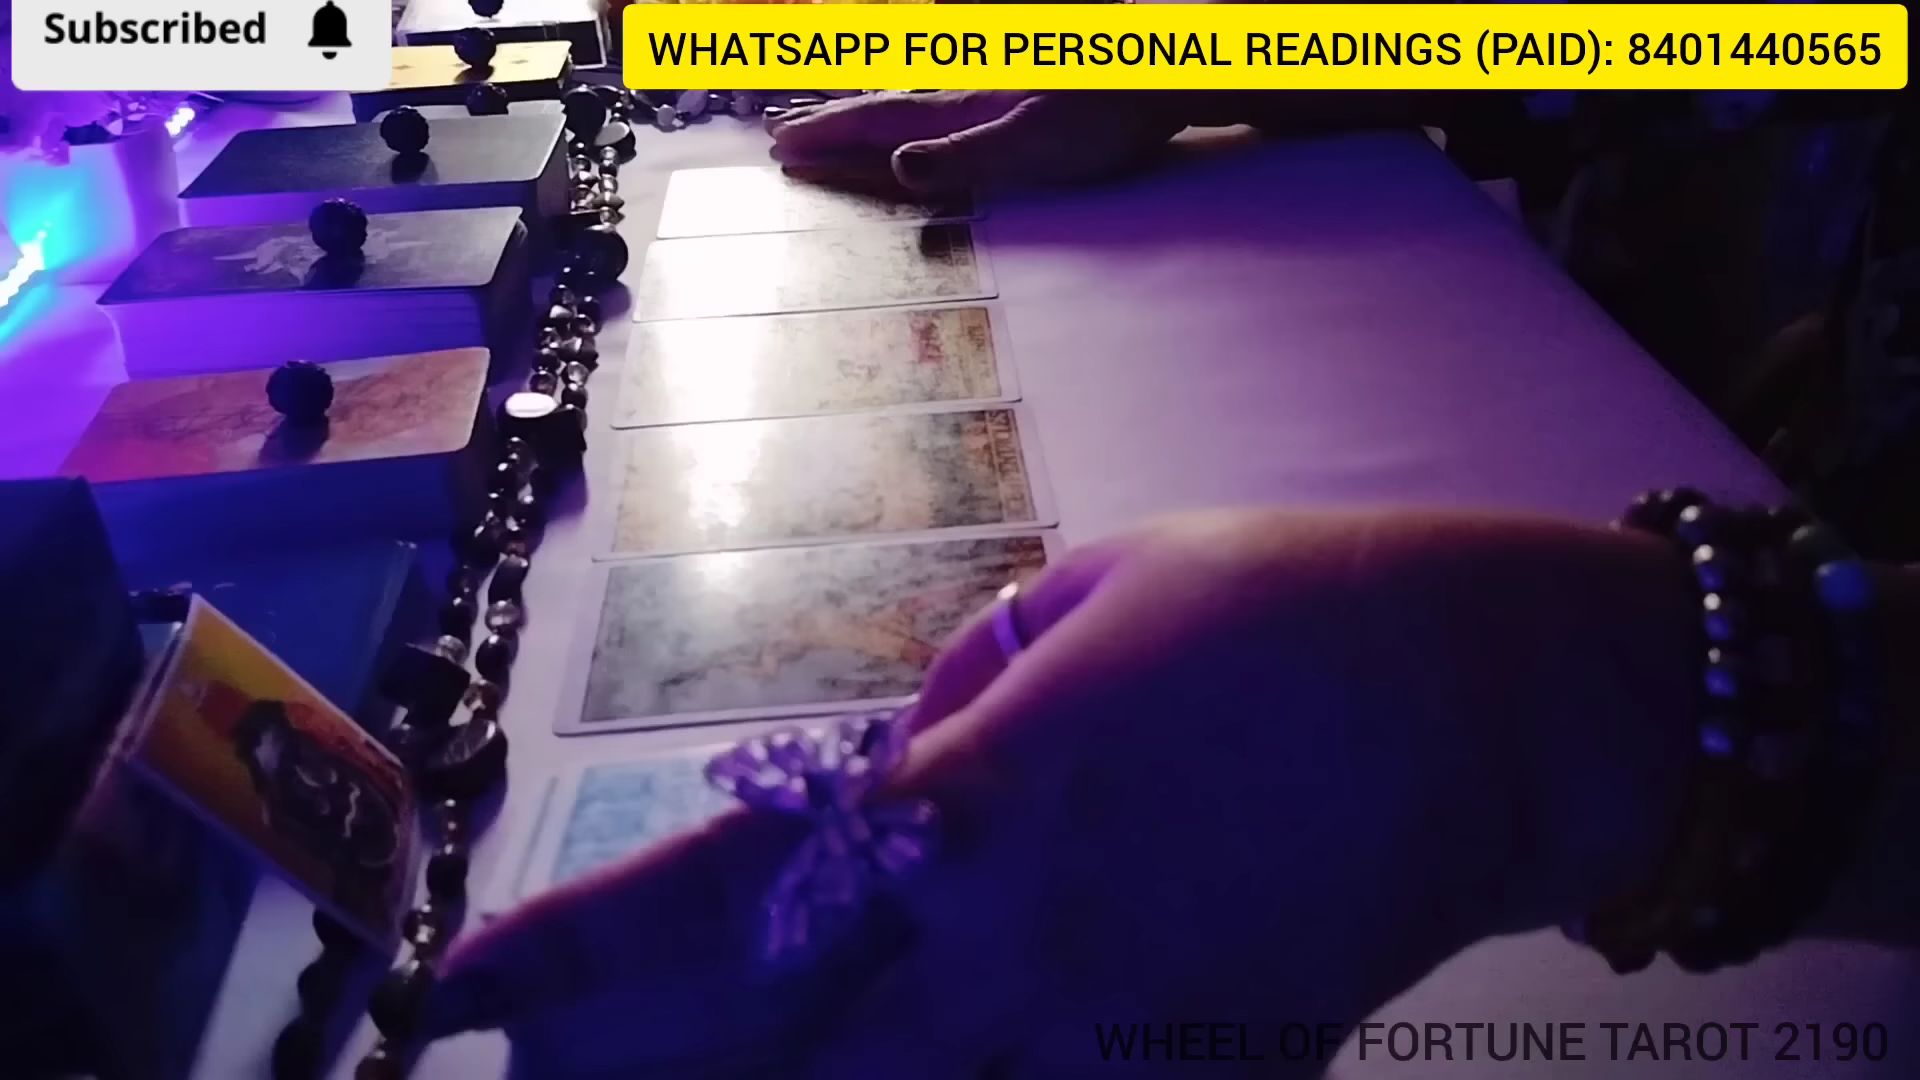 Subscribed
WHATSAPP FOR PERSONAL READINGS (PAID): 8401440565
WHEEL OF FORTUNE TAROT 2190